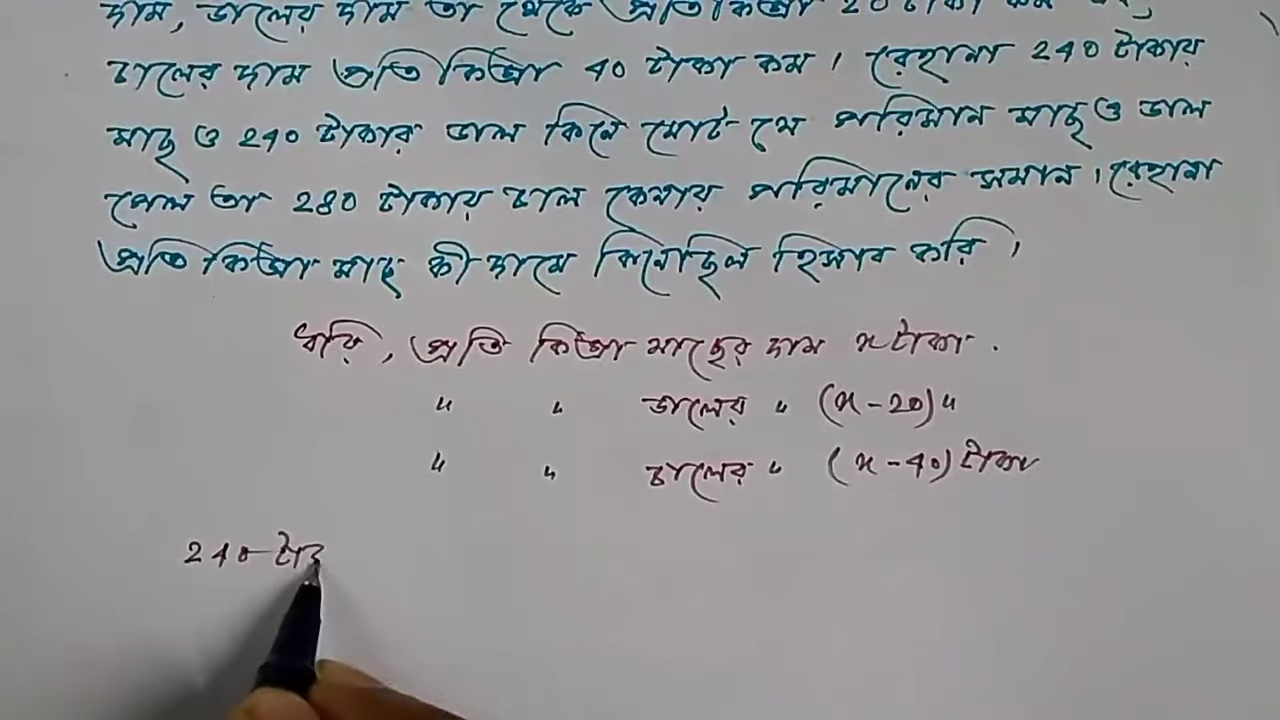 দাম, ডালের দাম তা থেকে প্রতি কিগ্রা 20 টাকা কম
চালের দাম প্রতি কিগ্রা 40 টাকা কম। রেহানা 240 টাকার
মাছ ও 240 টাকার ডাল কিনে মোট যে পরিমান মাছ ও ডাল
পেল তা 280 টাকায় চাল কেনার পরিমানের সমান। রেহানা
প্রতি কিগ্রা মাছ কী দামে কিনেছিল হিসাব করি।
ধরি, প্রতি কিগ্রা মাছের দাম x টাকা.
" " ডালের " (x-20) "
" " চালের " (x-40) টাকা
240 টাক